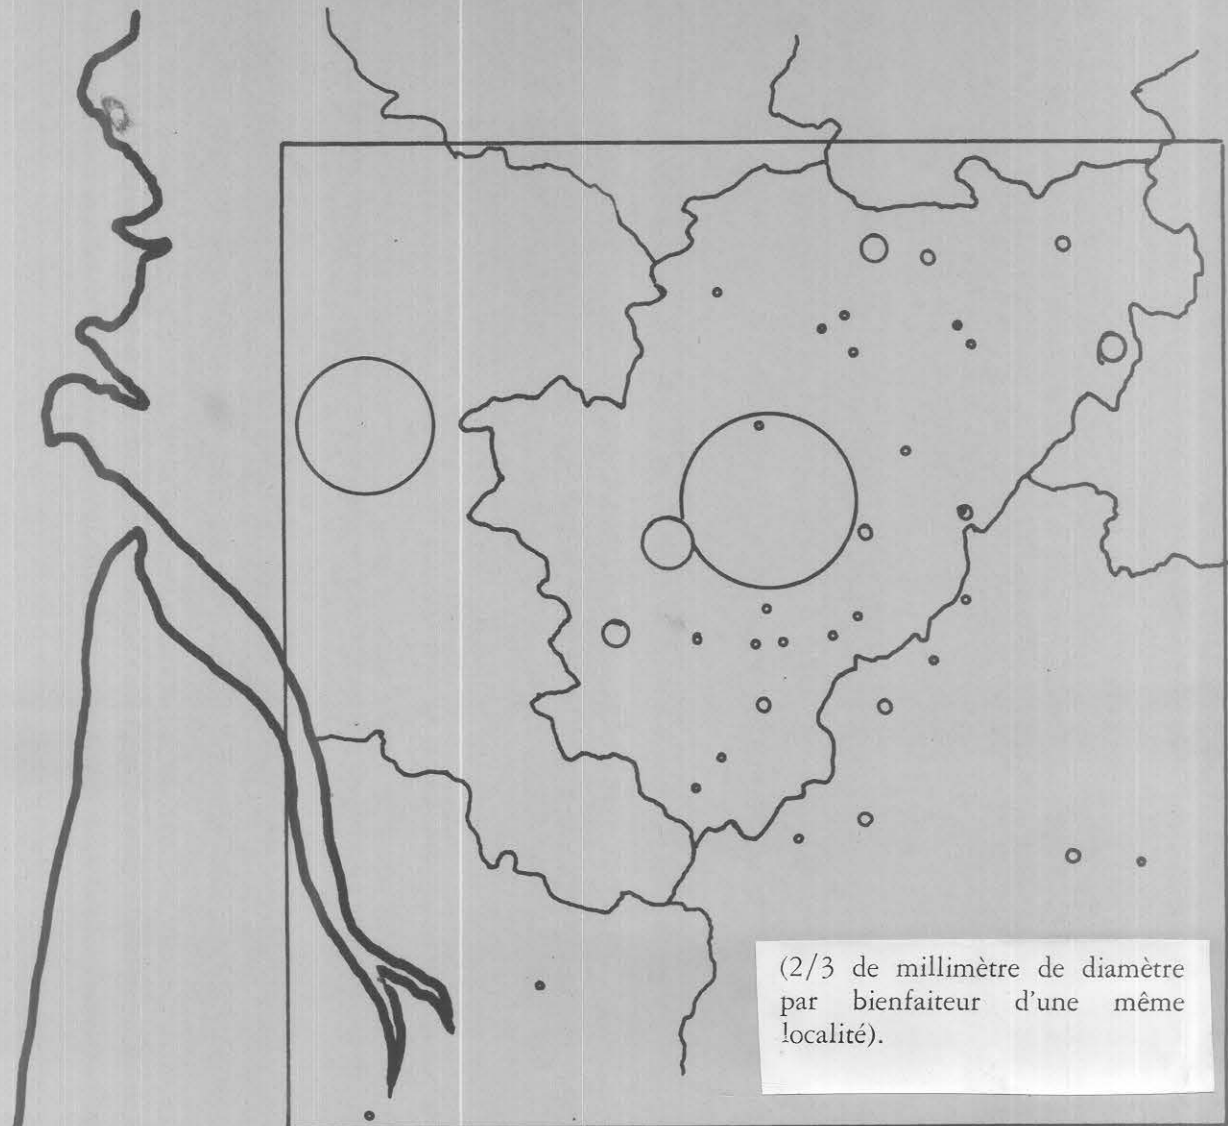 (2/3 de millimètre de diamètre
par bienfaiteur d'une même
localité).